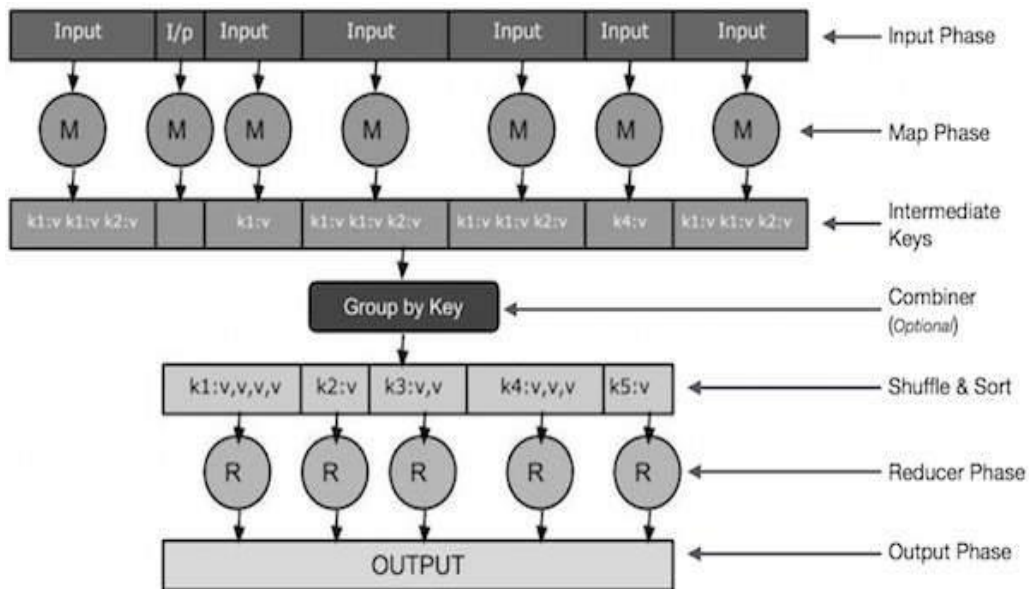 Input I/p Input Input Input Input Input
Input Phase
M M M M M M M
Map Phase
k1:v k1:v k2:v k1:v k1:v k1:v k2:v k1:v k1:v k2:v k4:v k1:v k1:v k2:v
Intermediate
Keys
Group by Key
Combiner
(Optional)
k1:v,v,v,v k2:v k3:v,v k4:v,v,v k5:v
Shuffle & Sort
R R R R R
Reducer Phase
OUTPUT
Output Phase